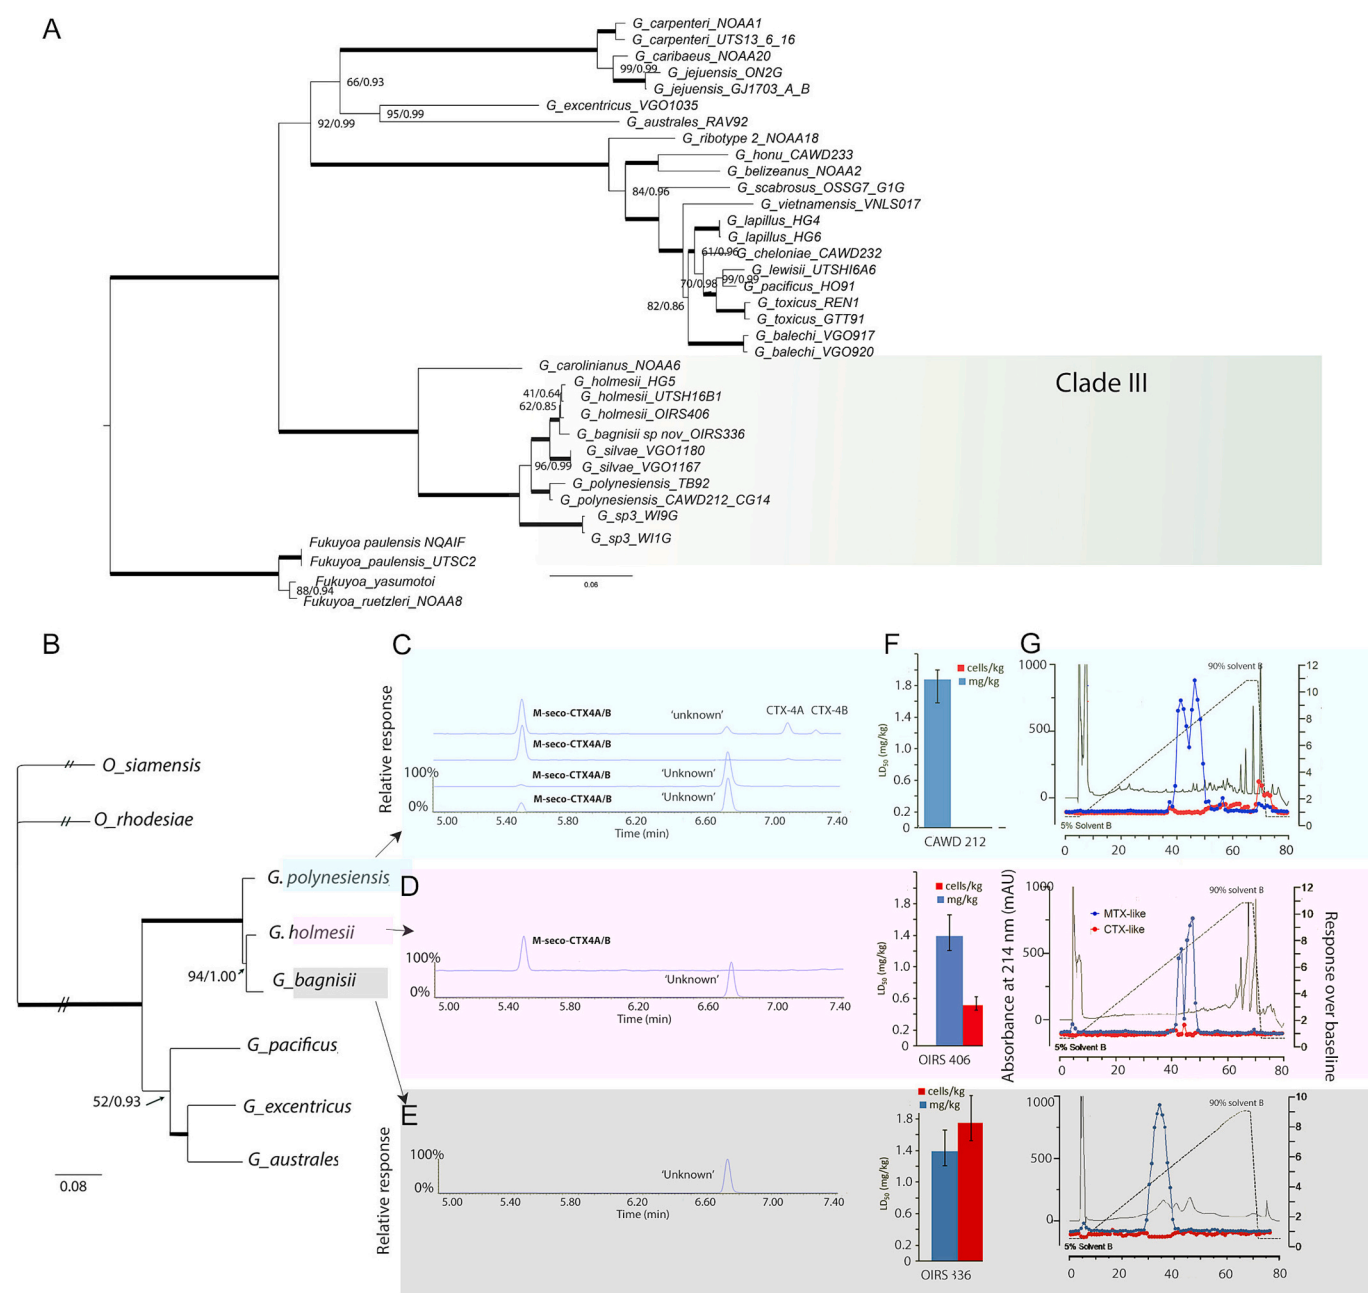 A
G_carpenteri_NOAA1
G_carpenteri_UTS13_6_16
G_caribaeus_NOAA20
99/0.99
G_jejuensis_ON2G
66/0.93
G_jejuensis_GJ1703_A_B
G_excentricus_VGO1035
95/0.99
92/0.99
G_australes_RAV92
G_ribotype 2_NOAA18
G_honu_CAWD233
G_belizeanus_NOAA2
84/0.96
G_scabrosus_OSSG7_G1G
G_vietnamensis_VNLS017
G_lapillus_HG4
G_lapillus_HG6
61/0.96
G_cheloniae_CAWD232
G_lewisii_UTSHI6A6
99/0.99
70/0.98
G_pacificus_HO91
82/0.86
G_toxicus_REN1
G_toxicus_GTT91
G_balechi_VGO917
G_balechi_VGO920
G_carolinianus_NOAA6
Clade III
G_holmesii_HG5
41/0.64
G_holmesii_UTSH16B1
62/0.85
G_holmesii_OIRS406
G_bagnisii sp nov_OIRS336
G_silvae_VGO1180
96/0.99
G_silvae_VGO1167
G_polynesiensis_TB92
G_polynesiensis_CAWD212_CG14
G_sp3_WI9G
G_sp3_WI1G
Fukuyoa paulensis NQAIF
Fukuyoa_paulensis_UTSC2
Fukuyoa_yasumotoi
88/0.94
Fukuyoa_ruetzleri_NOAA8
0.06
B
O_siamensis
O_rhodesiae
G. polynesiensis
G. holmesii
94/1.00
G_bagnisii
G_pacificus
52/0.93
G_excentricus
G_australes
0.08
C
Relative response
M-seco-CTX4A/B
'unknown'
CTX-4A
CTX-4B
M-seco-CTX4A/B
100%
M-seco-CTX4A/B
'Unknown'
0%
M-seco-CTX4A/B
'Unknown'
5.00 5.40 5.80 6.20 6.60 7.00 7.40
Time (min)
D
M-seco-CTX4A/B
100%
'Unknown'
0%
5.00 5.40 5.80 6.20 6.60 7.00 7.40
Time (min)
E
Relative response
100%
'Unknown'
0%
5.00 5.40 5.80 6.20 6.60 7.00 7.40
Time (min)
F
cells/kg
mg/kg
LD50 (mg/kg)
1.8
1.4
1.0
0.6
0.2
0
CAWD 212
cells/kg
mg/kg
LD50 (mg/kg)
1.8
1.4
1.0
0.6
0.2
0
OIRS 406
cells/kg
mg/kg
LD50 (mg/kg)
1.8
1.4
1.0
0.6
0.2
0
OIRS 336
G
1000
500
0
90% solvent B
5% Solvent B
12
10
8
6
4
2
0
0 20 40 60 80
Absorbance at 214 nm (mAU)
Response over baseline
1000
500
0
90% solvent B
MTX-like
CTX-like
5% Solvent B
12
10
8
6
4
2
0
0 20 40 60 80
1000
500
0
90% solvent B
5% Solvent B
10
8
6
4
2
0
0 20 40 60 80